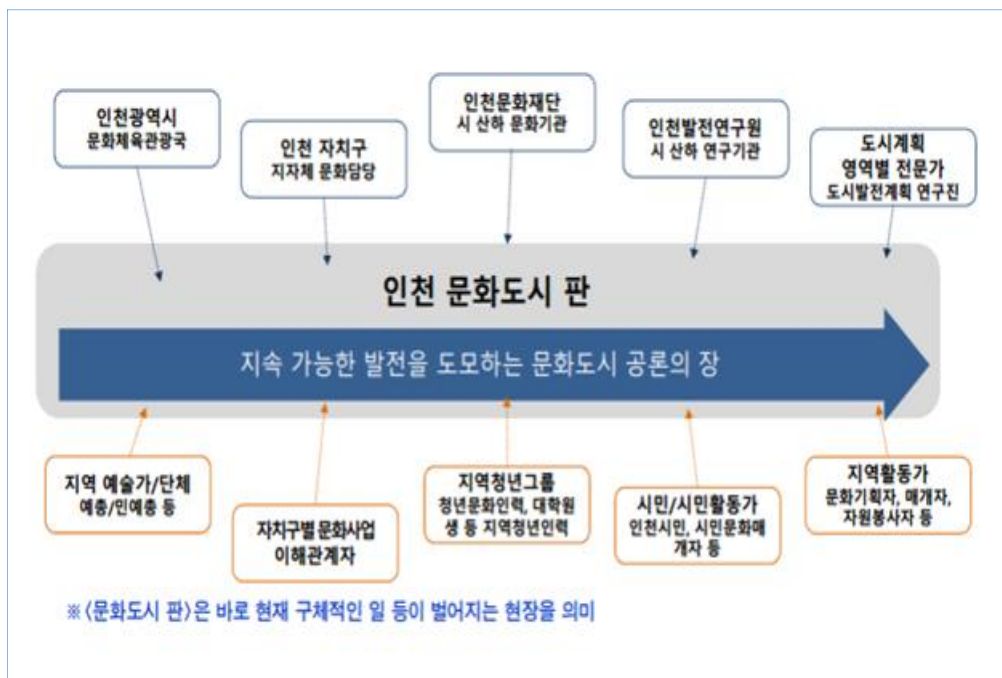 인천광역시
문화체육관광국
인천 자치구
지자체 문화담당
인천문화재단
시 산하 문화기관
인천발전연구원
시 산하 연구기관
도시계획
영역별 전문가
도시발전계획 연구진
인천 문화도시 판
지속 가능한 발전을 도모하는 문화도시 공론의 장
지역 예술가/단체
예총/민예총 등
자치구별 문화사업
이해관계자
지역청년그룹
청년문화인력, 대학원
생 등 지역청년인력
시민/시민활동가
인천시민, 시민문화매
개자 등
지역활동가
문화기획자, 매개자,
자원봉사자 등
※〈문화도시 판〉은 바로 현재 구체적인 일 등이 벌어지는 현장을 의미